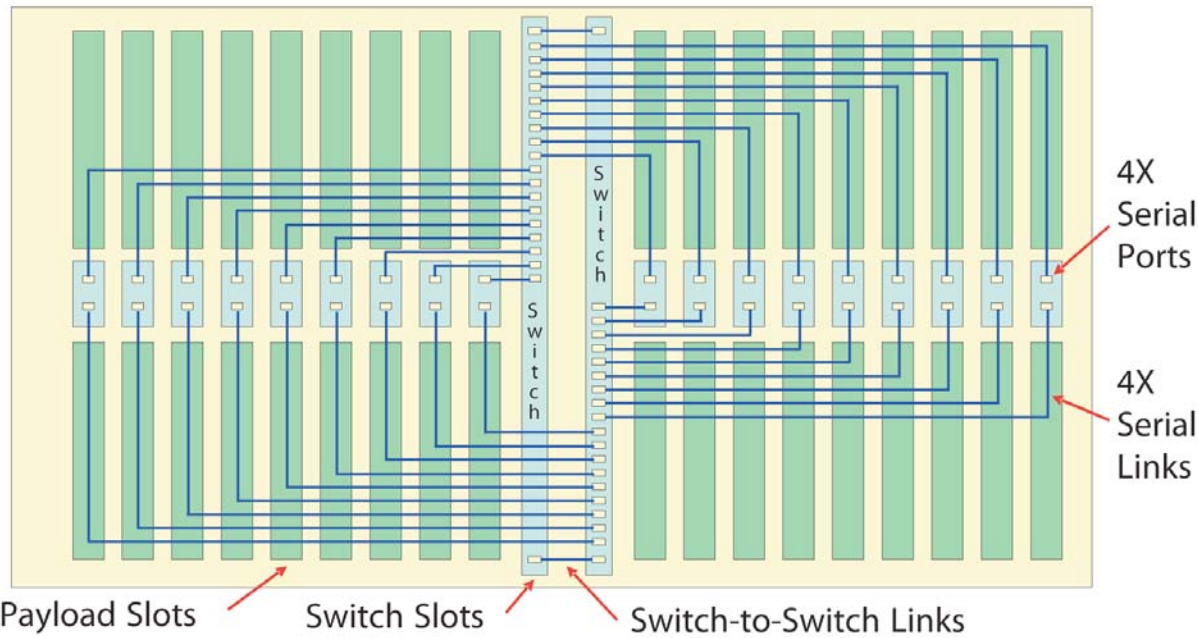 Switch
Switch
4X
Serial
Ports
4X
Serial
Links
Payload Slots
Switch Slots
Switch-to-Switch Links